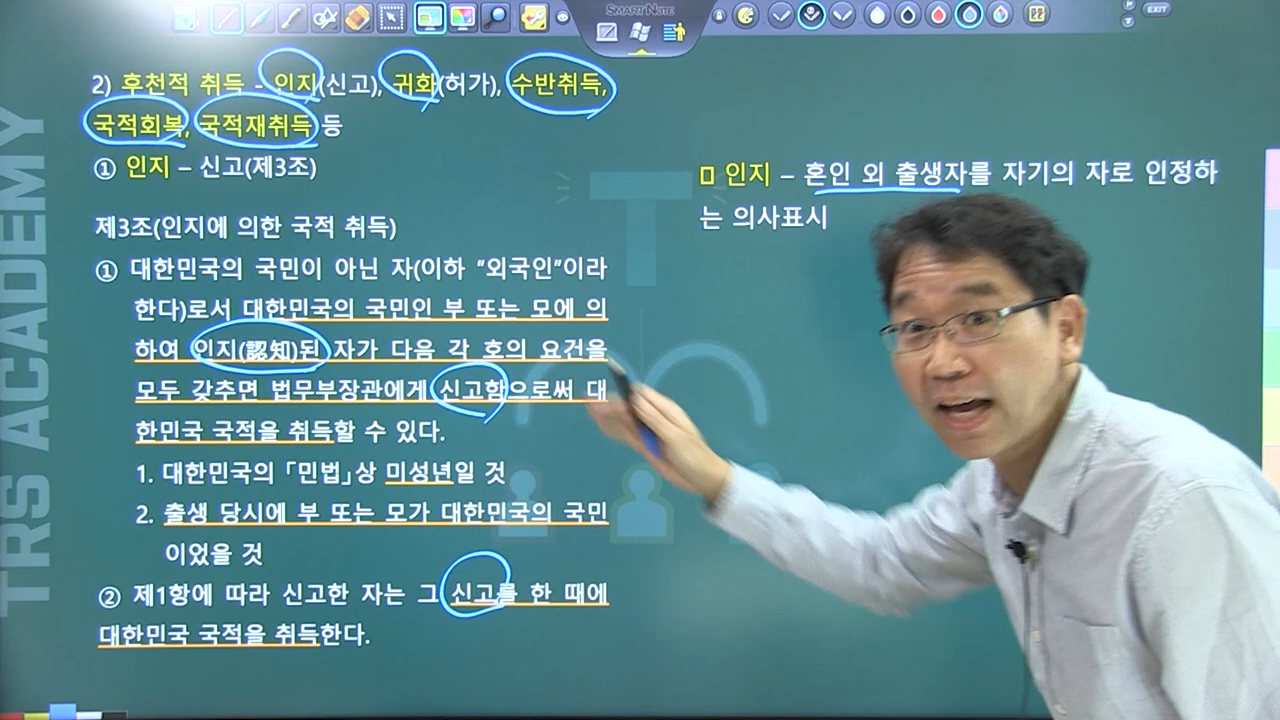 SMART NOTE
EXIT
2) 후천적 취득 - 인지(신고), 귀화(허가), 수반취득,
국적회복, 국적재취득 등
① 인지 – 신고(제3조)
제3조(인지에 의한 국적 취득)
① 대한민국의 국민이 아닌 자(이하 "외국인"이라
한다)로서 대한민국의 국민인 부 또는 모에 의
하여 인지(認知)된 자가 다음 각 호의 요건을
모두 갖추면 법무부장관에게 신고함으로써 대
한민국 국적을 취득할 수 있다.
1. 대한민국의 「민법」상 미성년일 것
2. 출생 당시에 부 또는 모가 대한민국의 국민
이었을 것
② 제1항에 따라 신고한 자는 그 신고를 한 때에
대한민국 국적을 취득한다.
인지 – 혼인 외 출생자를 자기의 자로 인정하
는 의사표시
TRS ACADEMY